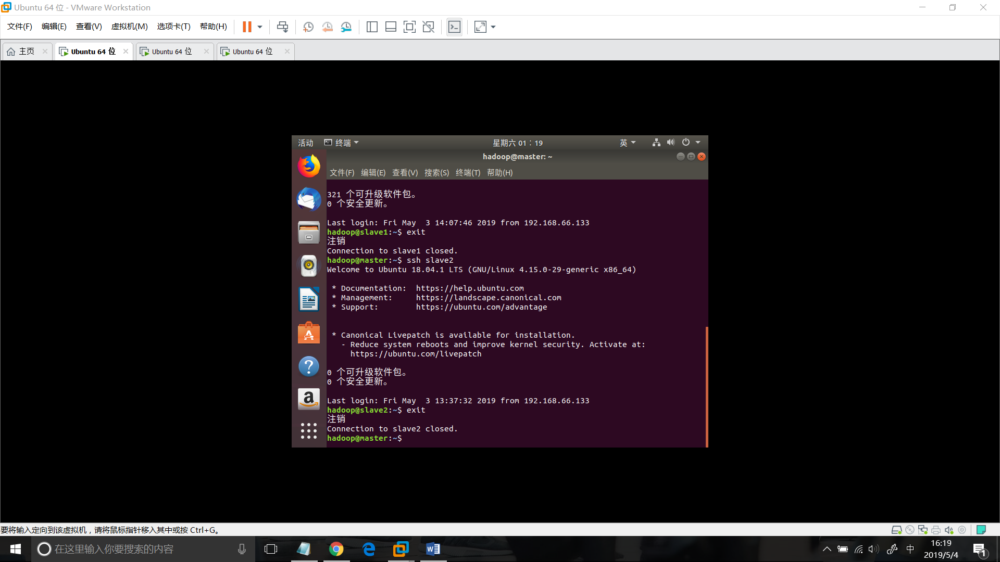 Ubuntu 64 位 - VMware Workstation
文件(F) 编辑(E) 查看(V) 虚拟机(M) 选项卡(T) 帮助(H)
主页 Ubuntu 64 位 Ubuntu 64 位 Ubuntu 64 位
活动 终端 星期六 01：19 英
hadoop@master: ~
文件(F) 编辑(E) 查看(V) 搜索(S) 终端(T) 帮助(H)
321 个可升级软件包。
0 个安全更新。
Last login: Fri May  3 14:07:46 2019 from 192.168.66.133
hadoop@slave1:~$ exit
注销
Connection to slave1 closed.
hadoop@master:~$ ssh slave2
Welcome to Ubuntu 18.04.1 LTS (GNU/Linux 4.15.0-29-generic x86_64)
* Documentation:  https://help.ubuntu.com
* Management:     https://landscape.canonical.com
* Support:        https://ubuntu.com/advantage
* Canonical Livepatch is available for installation.
- Reduce system reboots and improve kernel security. Activate at:
https://ubuntu.com/livepatch
0 个可升级软件包。
0 个安全更新。
Last login: Fri May  3 13:37:32 2019 from 192.168.66.133
hadoop@slave2:~$ exit
注销
Connection to slave2 closed.
hadoop@master:~$
要将输入定向到该虚拟机，请将鼠标指针移入其中或按 Ctrl+G。
在这里输入你要搜索的内容
中
16:19
2019/5/4
1